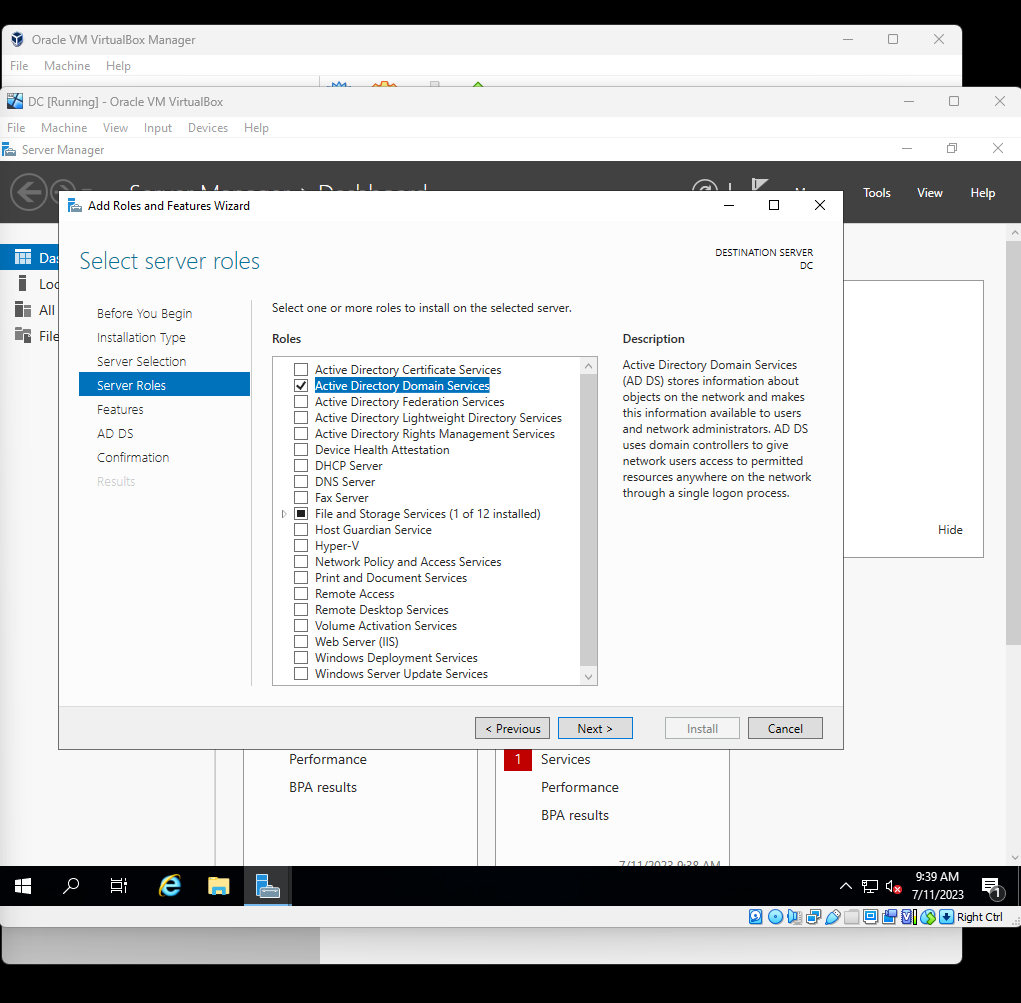 Oracle VM VirtualBox Manager
File Machine Help
DC [Running] - Oracle VM VirtualBox
File Machine View Input Devices Help
Server Manager
Server Manager Dashboard
Tools View Help
Add Roles and Features Wizard
Select server roles
DESTINATION SERVER
DC
Das
Loc
All
File
Before You Begin
Installation Type
Server Selection
Server Roles
Features
AD DS
Confirmation
Results
Select one or more roles to install on the selected server.
Roles
Active Directory Certificate Services
Active Directory Domain Services
Active Directory Federation Services
Active Directory Lightweight Directory Services
Active Directory Rights Management Services
Device Health Attestation
DHCP Server
DNS Server
Fax Server
File and Storage Services (1 of 12 installed)
Host Guardian Service
Hyper-V
Network Policy and Access Services
Print and Document Services
Remote Access
Remote Desktop Services
Volume Activation Services
Web Server (IIS)
Windows Deployment Services
Windows Server Update Services
Description
Active Directory Domain Services
(AD DS) stores information about
objects on the network and makes
this information available to users
and network administrators. AD DS
uses domain controllers to give
network users access to permitted
resources anywhere on the network
through a single logon process.
Hide
< Previous Next > Install Cancel
Performance
BPA results
1 Services
Performance
BPA results
7/11/2023 9:38 AM
9:39 AM
7/11/2023
1
Right Ctrl